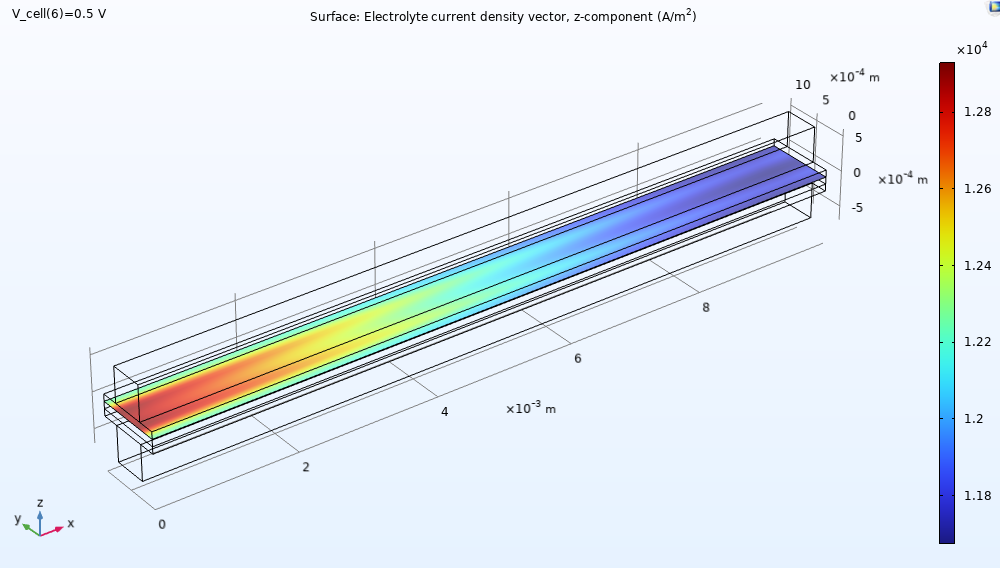 V_cell(6)=0.5 V
Surface: Electrolyte current density vector, z-component (A/m²)
×10⁴
1.28
1.26
1.24
1.22
1.2
1.18
10
×10⁻⁴ m
5
0
5
0
×10⁻⁴ m
-5
8
6
×10⁻³ m
4
2
0
z
y
x